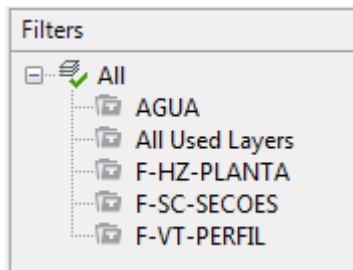 Filters
All
AGUA
All Used Layers
F-HZ-PLANTA
F-SC-SECOES
F-VT-PERFIL